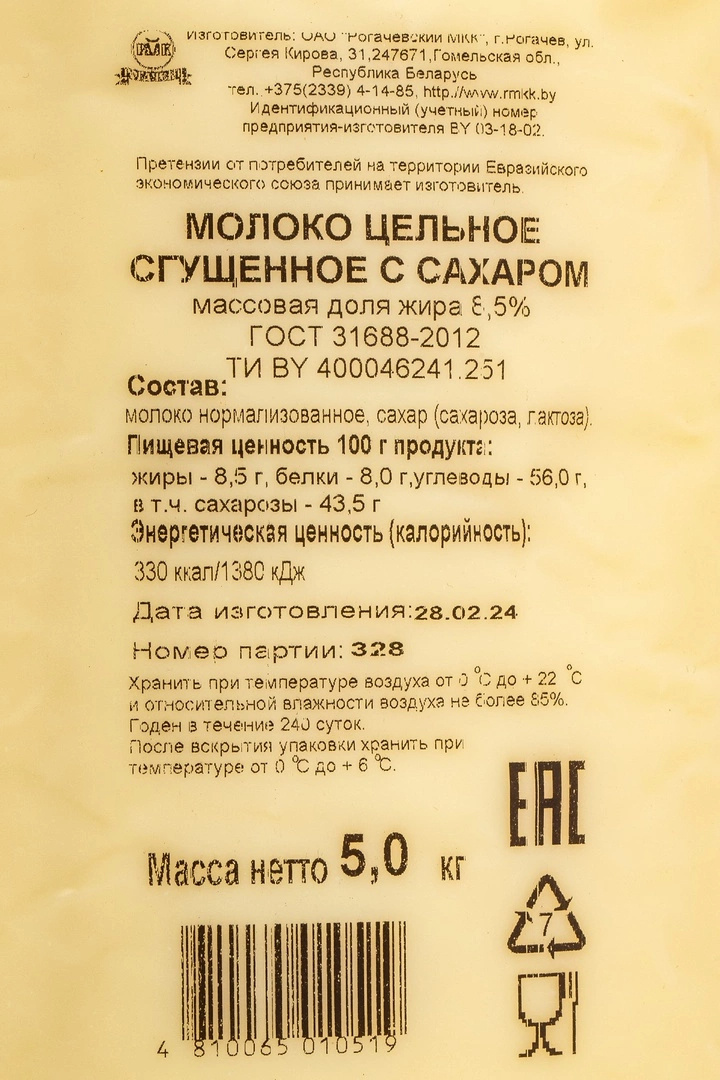 РМК
Изготовитель: ОАО "Рогачевский МКК", г.Рогачев, ул.
Сергея Кирова, 31,247671,Гомельская обл.,
Республика Беларусь
тел. +375(2339) 4-14-85, http.//www.rmkk.by
Идентификационный (учетный) номер
предприятия-изготовителя BY 03-18-02.
Претензии от потребителей на территории Евразийского
экономического союза принимает изготовитель.
МОЛОКО ЦЕЛЬНОЕ
СГУЩЕННОЕ С САХАРОМ
массовая доля жира 8,5%
ГОСТ 31688-2012
ТИ BY 400046241.251
Состав:
молоко нормализованное, сахар (сахароза, лактоза).
Пищевая ценность 100 г продукта:
жиры - 8,5 г, белки - 8,0 г,углеводы - 56,0 г,
в т.ч. сахарозы - 43,5 г
Энергетическая ценность (калорийность):
330 ккал/1380 кДж
Дата изготовления:28.02.24
Номер партии: 328
Хранить при температуре воздуха от 0 °С до + 22 °С
и относительной влажности воздуха не более 85%.
Годен в течение 240 суток.
После вскрытия упаковки хранить при
температуре от 0 °С до + 6 °С.
EAC
Масса нетто 5,0 кг
7
4 810065 010519